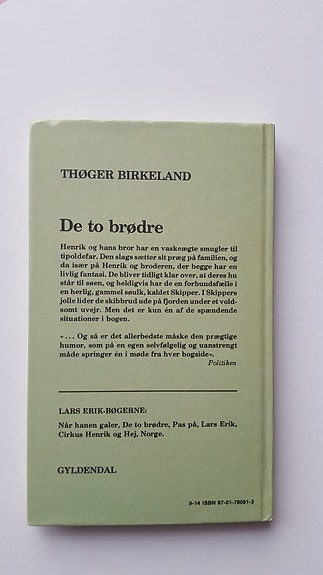 THØGER BIRKELAND
De to brødre
Henrik og hans bror har en vaskeægte smugler til
tipoldefar. Den slags sætter sit præg på familien, og
da især på Henrik og broderen, der begge har en
livlig fantasi. De bliver tidligt klar over, at deres hu
står til søen, og heldigvis har de en forbundsfælle i
en herlig, gammel søulk, kaldet Skipper. I Skippers
jolle lider de skibbrud ude på fjorden under et vold-
somt uvejr. Men det er kun én af de spændende
situationer i bogen.
»... Og så er det allerbedste måske den prægtige
humor, som på en egen selvfølgelig og uanstrengt
måde springer én i møde fra hver bogside«.
Politiken
LARS ERIK-BØGERNE:
Når hanen galer, De to brødre, Pas på, Lars Erik,
Cirkus Henrik og Hej, Norge.
GYLDENDAL
9-14 ISBN 87-01-78091-3